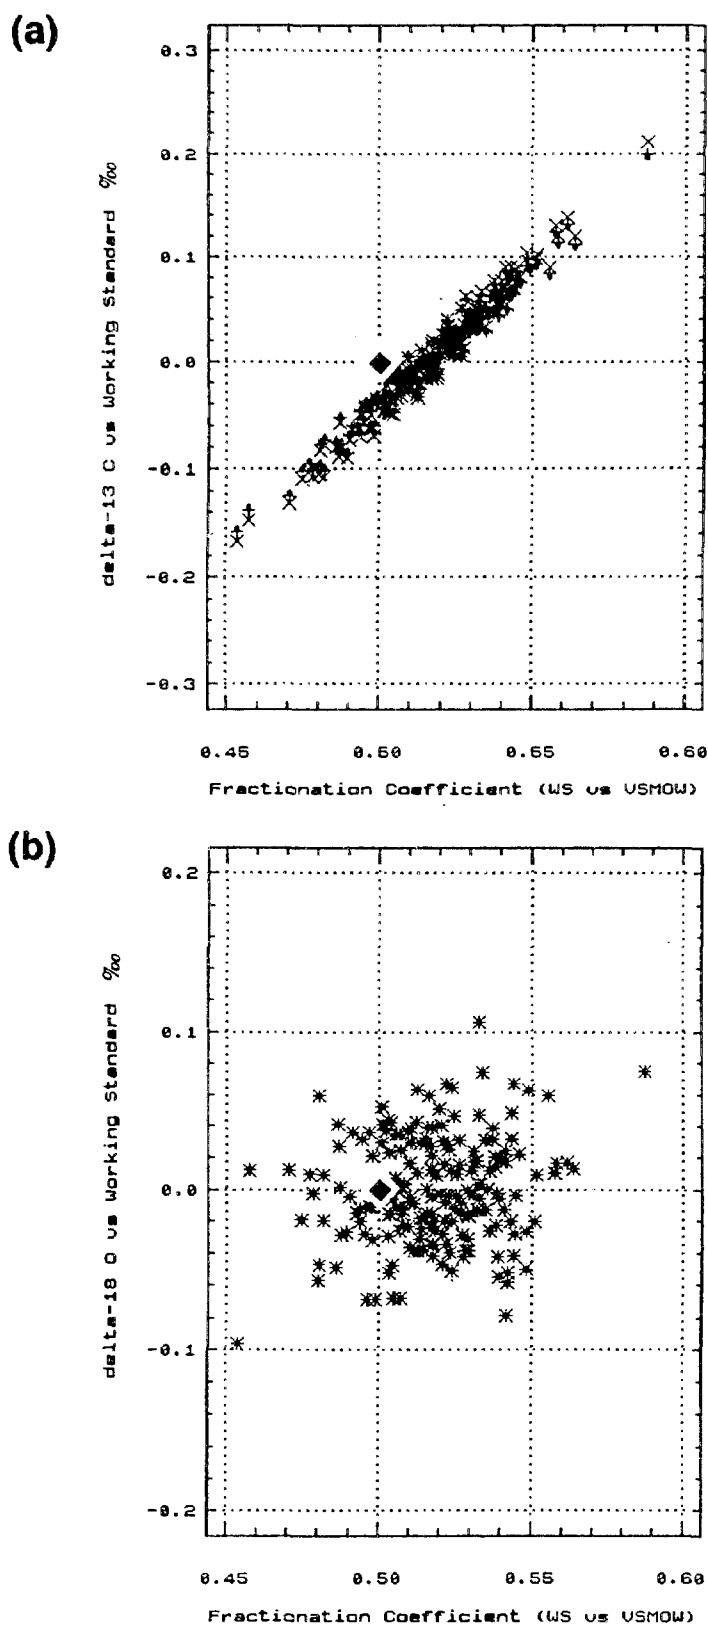 (a)
delta-13 C vs Working Standard ‰
0.3
0.2
0.1
0.0
-0.1
-0.2
-0.3
0.45 0.50 0.55 0.60
Fractionation Coefficient (WS vs VSMOW)
(b)
delta-18 O vs Working Standard ‰
0.2
0.1
0.0
-0.1
-0.2
0.45 0.50 0.55 0.60
Fractionation Coefficient (WS vs VSMOW)